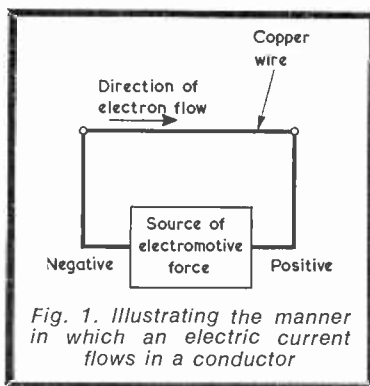 Copper
wire
Direction of
electron flow
Source of
electromotive
force
Negative
Positive
Fig. 1. Illustrating the manner
in which an electric current
flows in a conductor